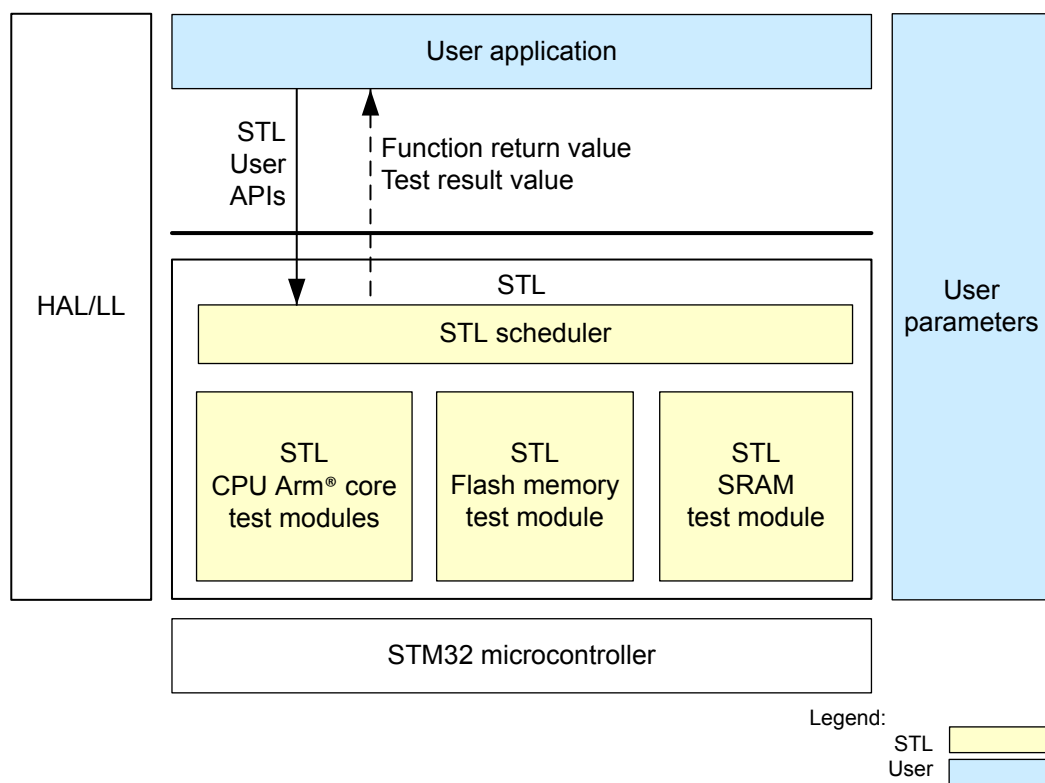 User application
STL
User
APIs
Function return value
Test result value
HAL/LL
STL
User
parameters
STL scheduler
STL
CPU Arm® core
test modules
STL
Flash memory
test module
STL
SRAM
test module
STM32 microcontroller
Legend:
STL
User